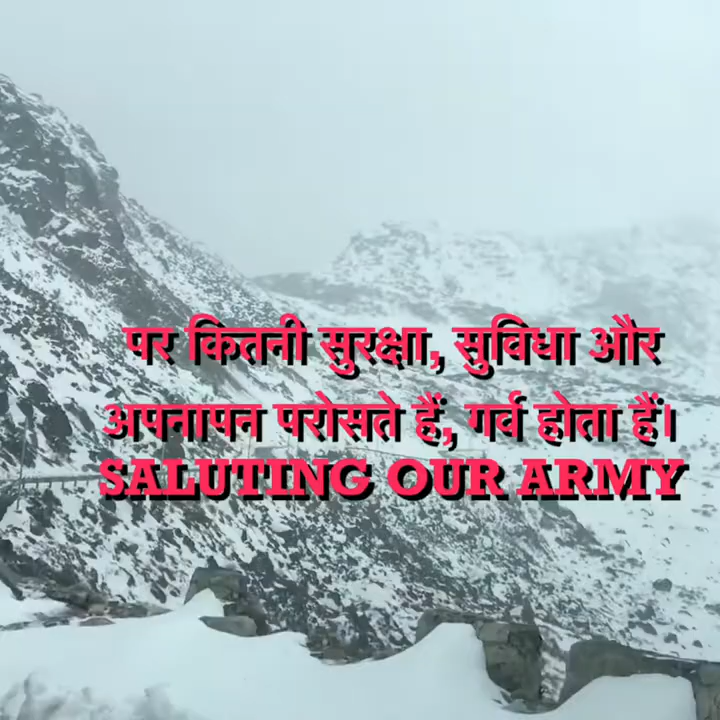 पर कितनी सुरक्षा, सुविधा और
अपनापन परोसते हैं, गर्व होता हैं।
SALUTING OUR ARMY